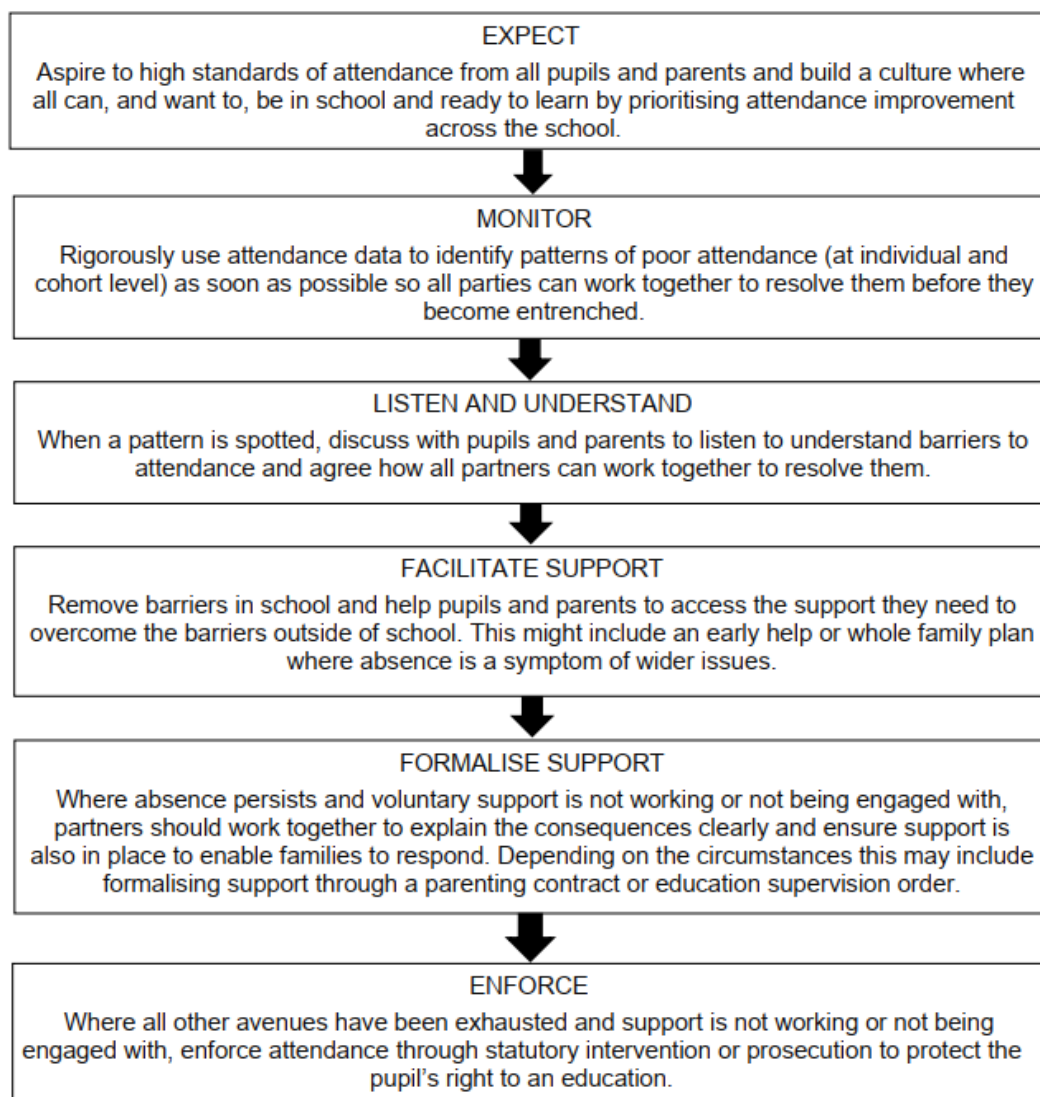 EXPECT
Aspire to high standards of attendance from all pupils and parents and build a culture where
all can, and want to, be in school and ready to learn by prioritising attendance improvement
across the school.
MONITOR
Rigorously use attendance data to identify patterns of poor attendance (at individual and
cohort level) as soon as possible so all parties can work together to resolve them before they
become entrenched.
LISTEN AND UNDERSTAND
When a pattern is spotted, discuss with pupils and parents to listen to understand barriers to
attendance and agree how all partners can work together to resolve them.
FACILITATE SUPPORT
Remove barriers in school and help pupils and parents to access the support they need to
overcome the barriers outside of school. This might include an early help or whole family plan
where absence is a symptom of wider issues.
FORMALISE SUPPORT
Where absence persists and voluntary support is not working or not being engaged with,
partners should work together to explain the consequences clearly and ensure support is
also in place to enable families to respond. Depending on the circumstances this may include
formalising support through a parenting contract or education supervision order.
ENFORCE
Where all other avenues have been exhausted and support is not working or not being
engaged with, enforce attendance through statutory intervention or prosecution to protect the
pupil's right to an education.